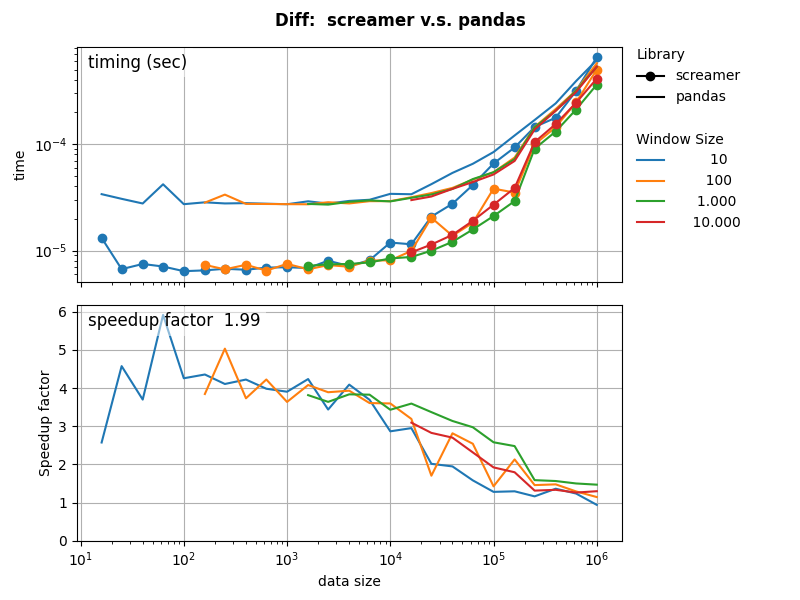 Diff:  screamer v.s. pandas
timing (sec)
time
10⁻⁴
10⁻⁵
Library
screamer
pandas
Window Size
10
100
1.000
10.000
speedup factor  1.99
Speedup factor
6
5
4
3
2
1
0
10¹ 10² 10³ 10⁴ 10⁵ 10⁶
data size